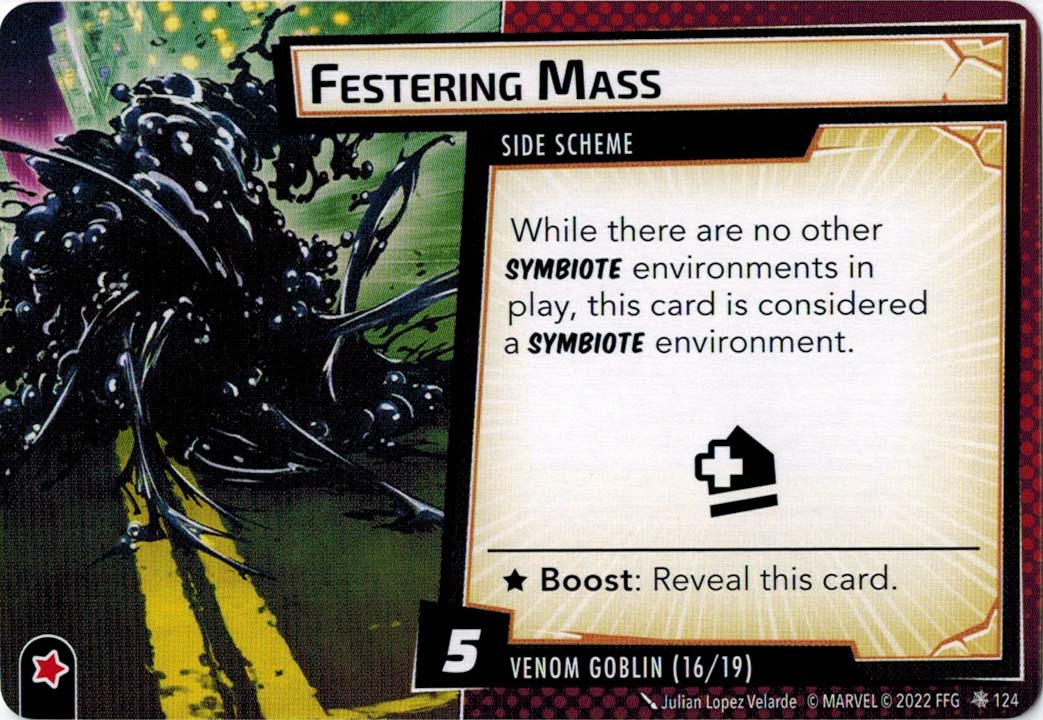 FESTERING MASS
SIDE SCHEME
While there are no other
SYMBIOTE environments in
play, this card is considered
a SYMBIOTE environment.
★ Boost: Reveal this card.
5
VENOM GOBLIN (16/19)
Julian Lopez Velarde © MARVEL © 2022 FFG 124